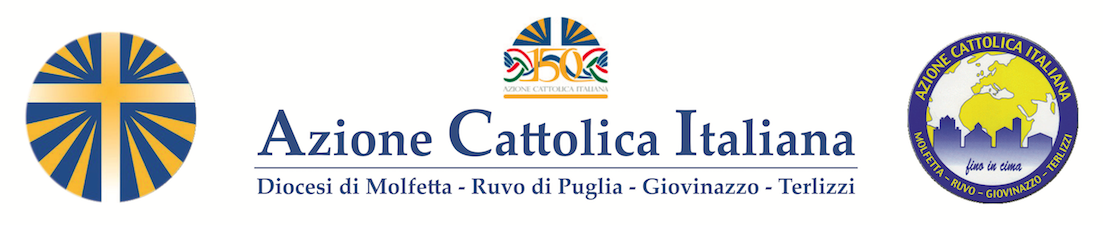 150
AZIONE CATTOLICA ITALIANA
Azione Cattolica Italiana
Diocesi di Molfetta - Ruvo di Puglia - Giovinazzo - Terlizzi
AZIONE CATTOLICA ITALIANA
fino in cima
MOLFETTA – RUVO – GIOVINAZZO – TERLIZZI